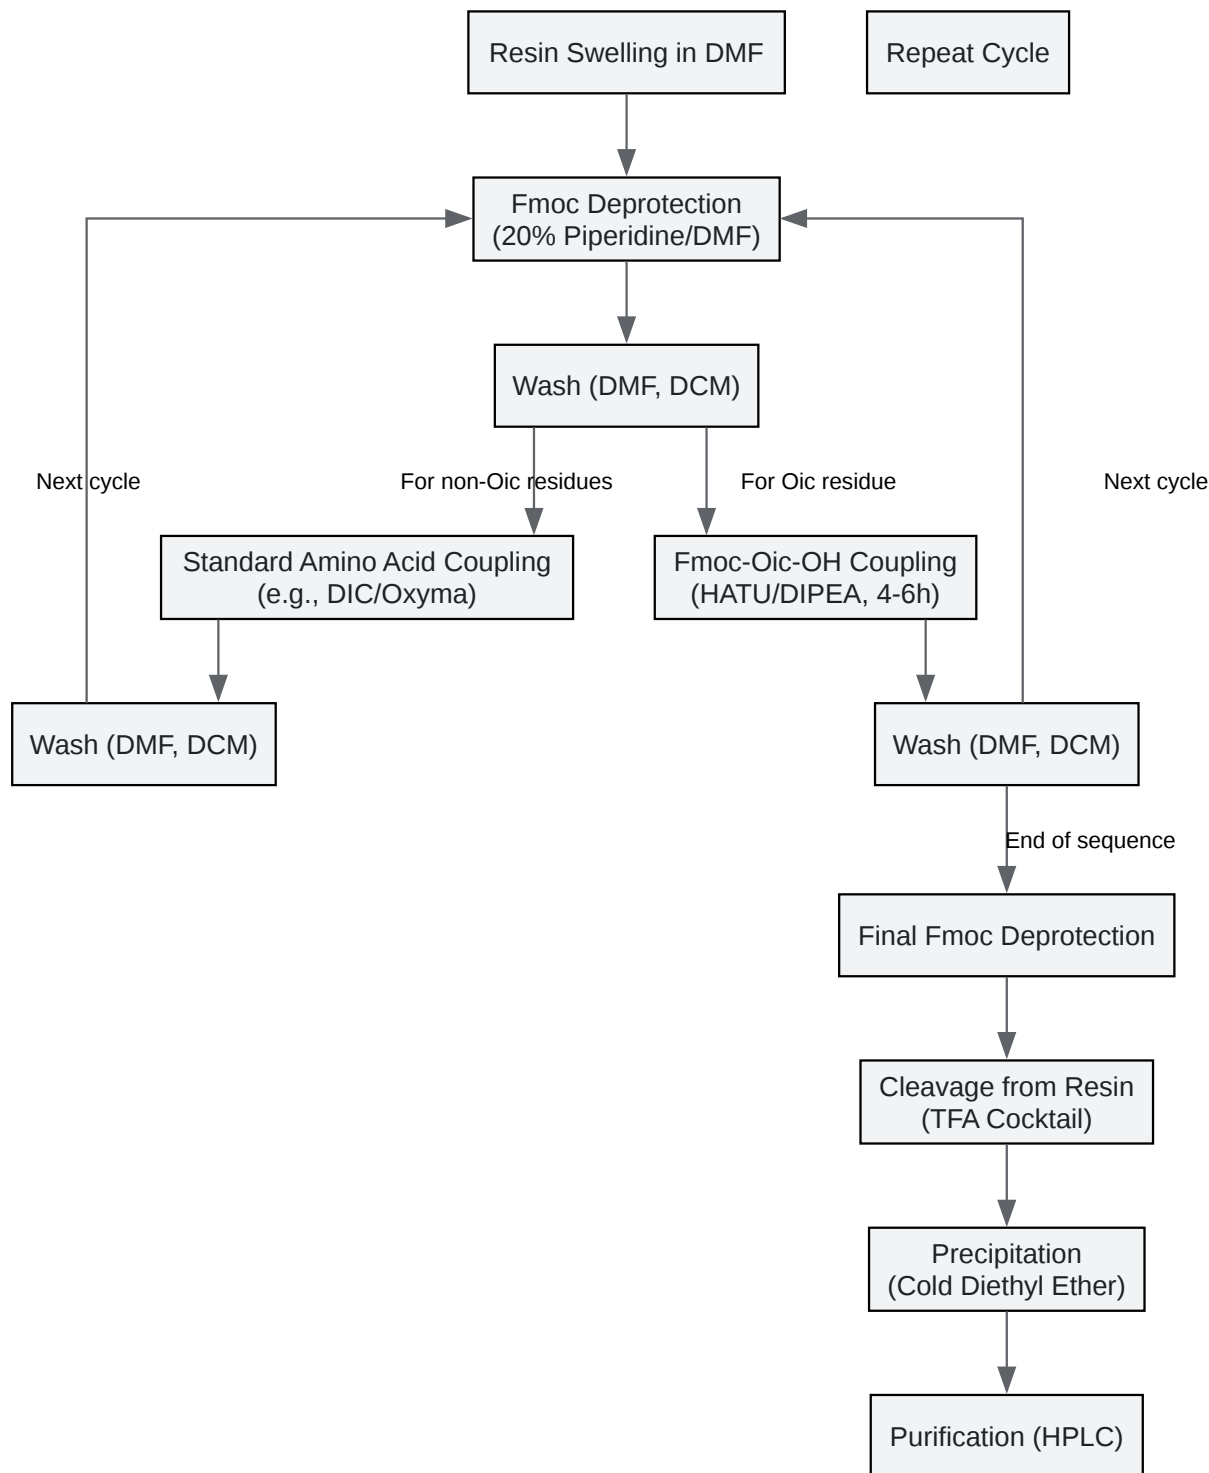 Resin Swelling in DMF
Repeat Cycle
Fmoc Deprotection
(20% Piperidine/DMF)
Wash (DMF, DCM)
Next cycle
For non-Oic residues
For Oic residue
Next cycle
Standard Amino Acid Coupling
(e.g., DIC/Oxyma)
Fmoc-Oic-OH Coupling
(HATU/DIPEA, 4-6h)
Wash (DMF, DCM)
Wash (DMF, DCM)
End of sequence
Final Fmoc Deprotection
Cleavage from Resin
(TFA Cocktail)
Precipitation
(Cold Diethyl Ether)
Purification (HPLC)